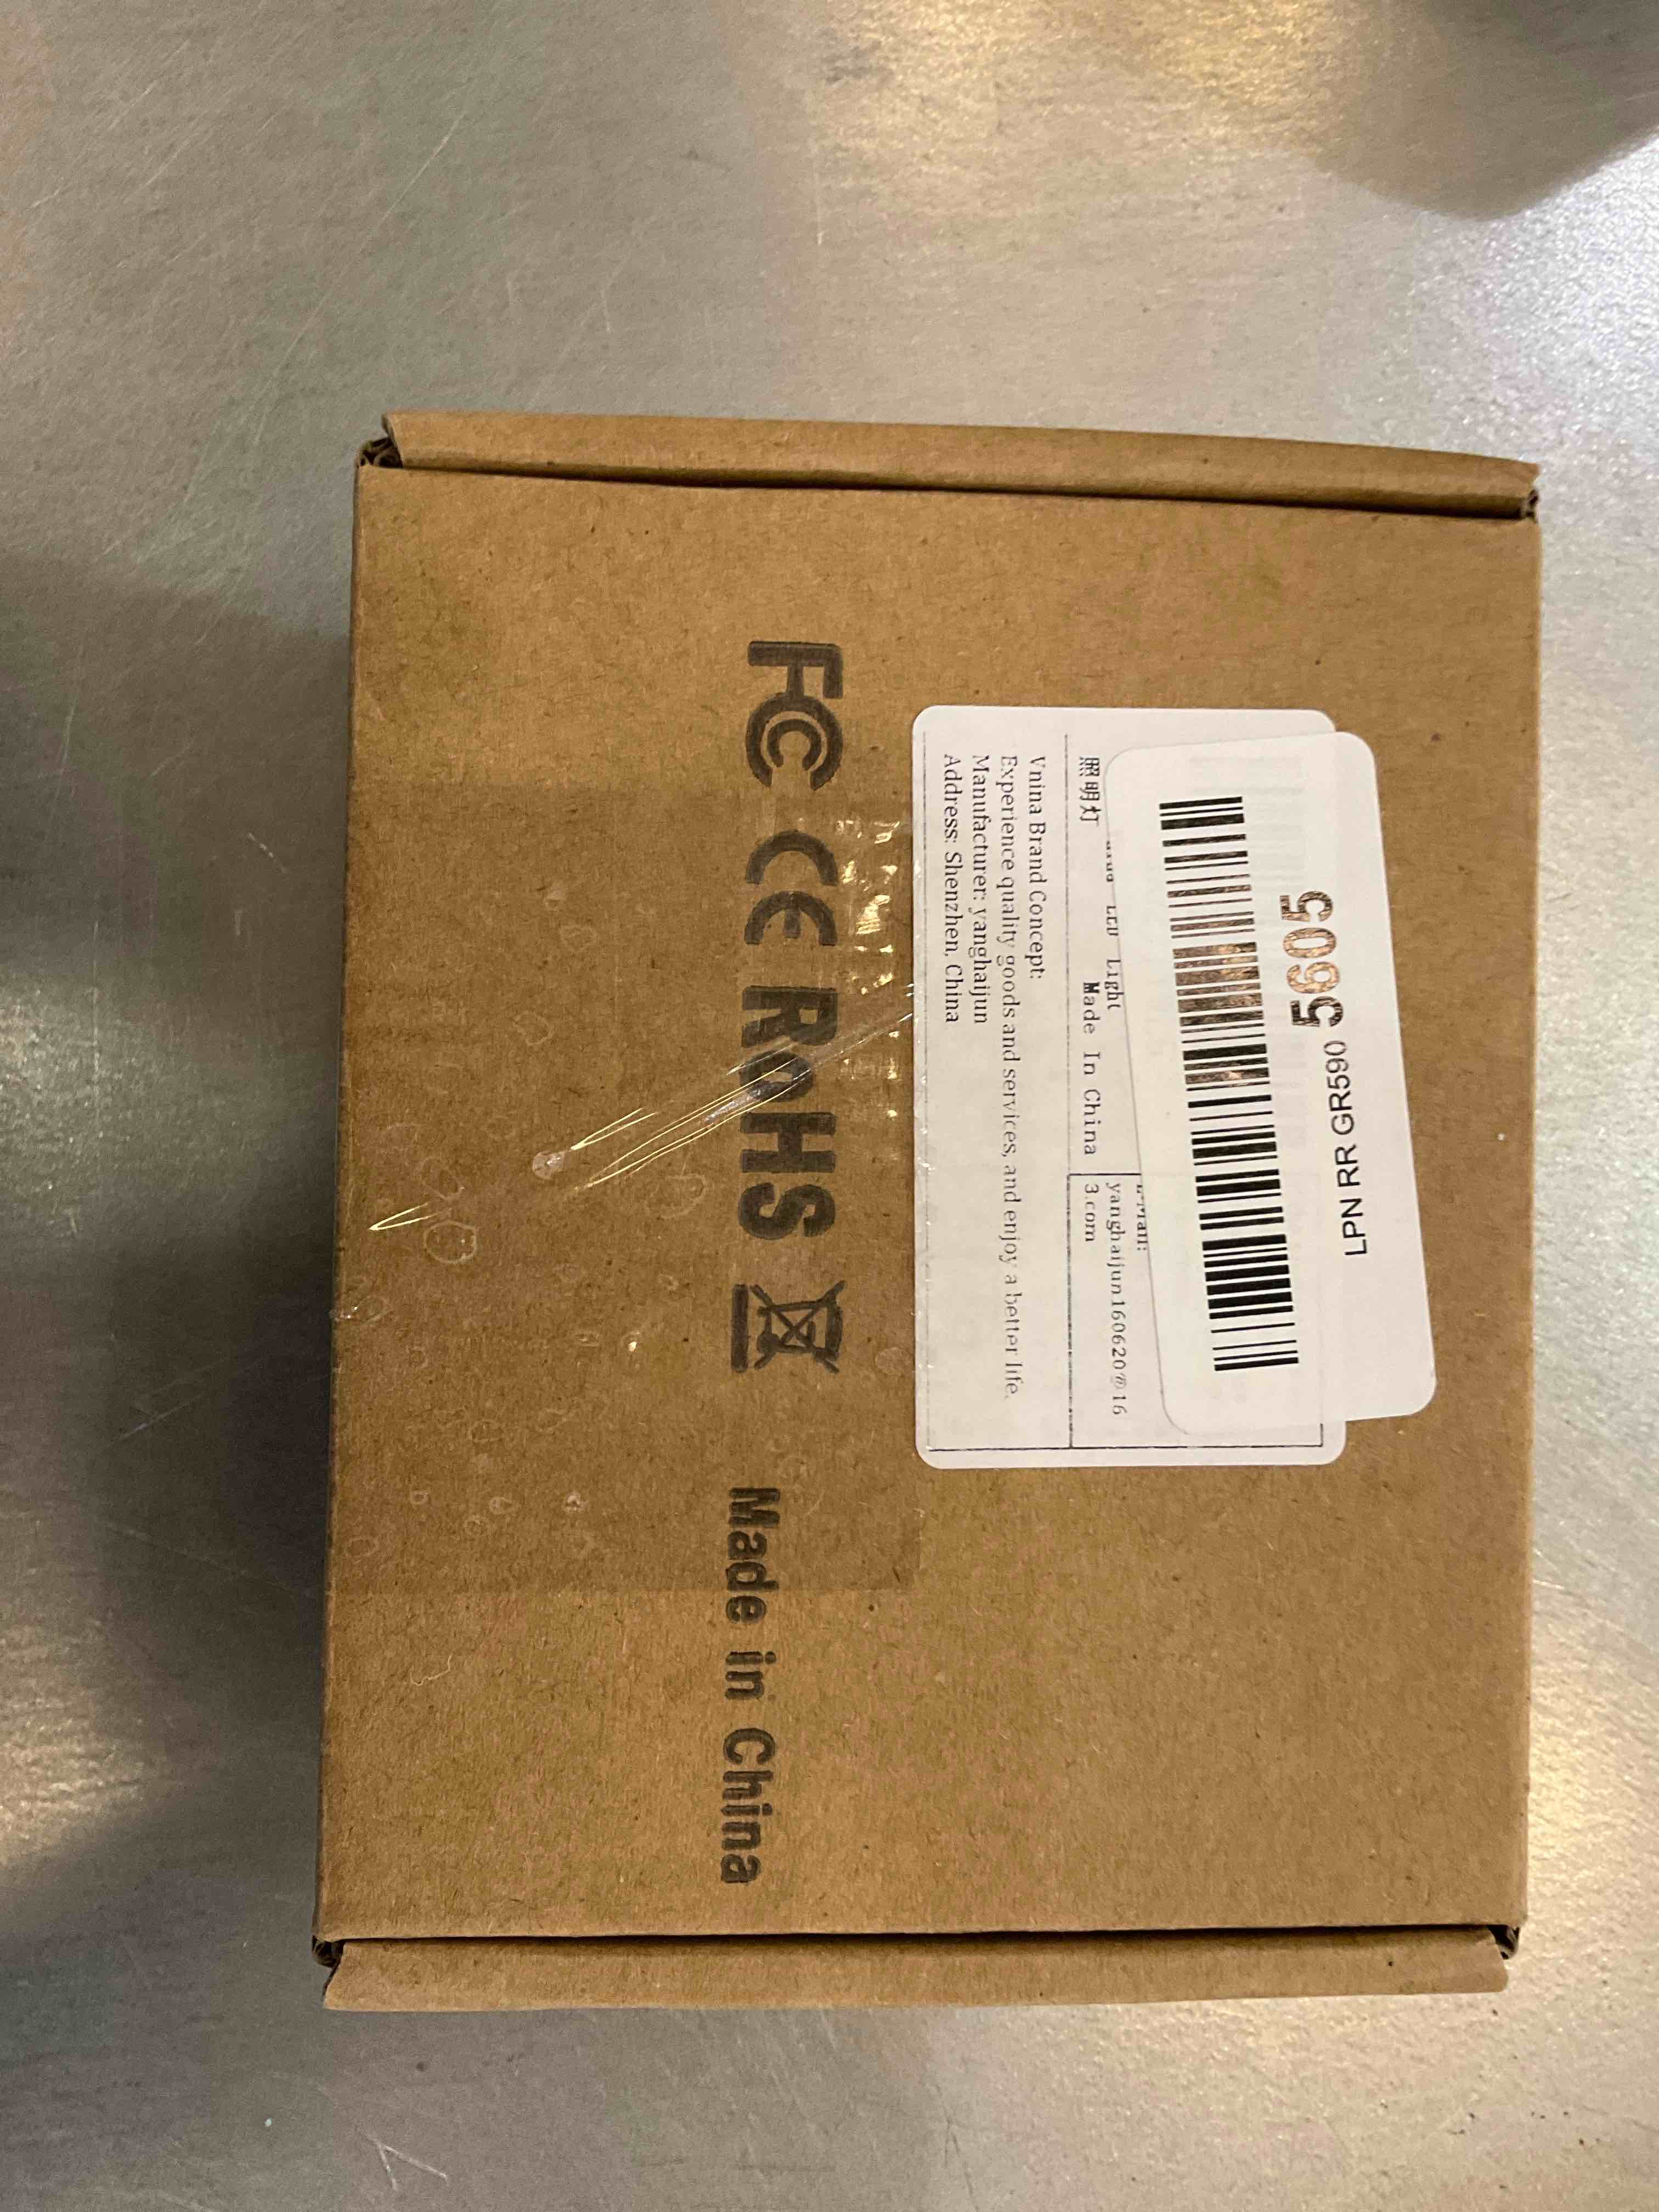 LPN RR GR590 5605
Light
照明灯 Made In China
yanghaijun160620@16
3.com
Vnina Brand Concept:
Experience quality goods and services, and enjoy a better life.
Manufacturer: yanghaijun
Address: Shenzhen, China
FC CE RoHS
Made in China